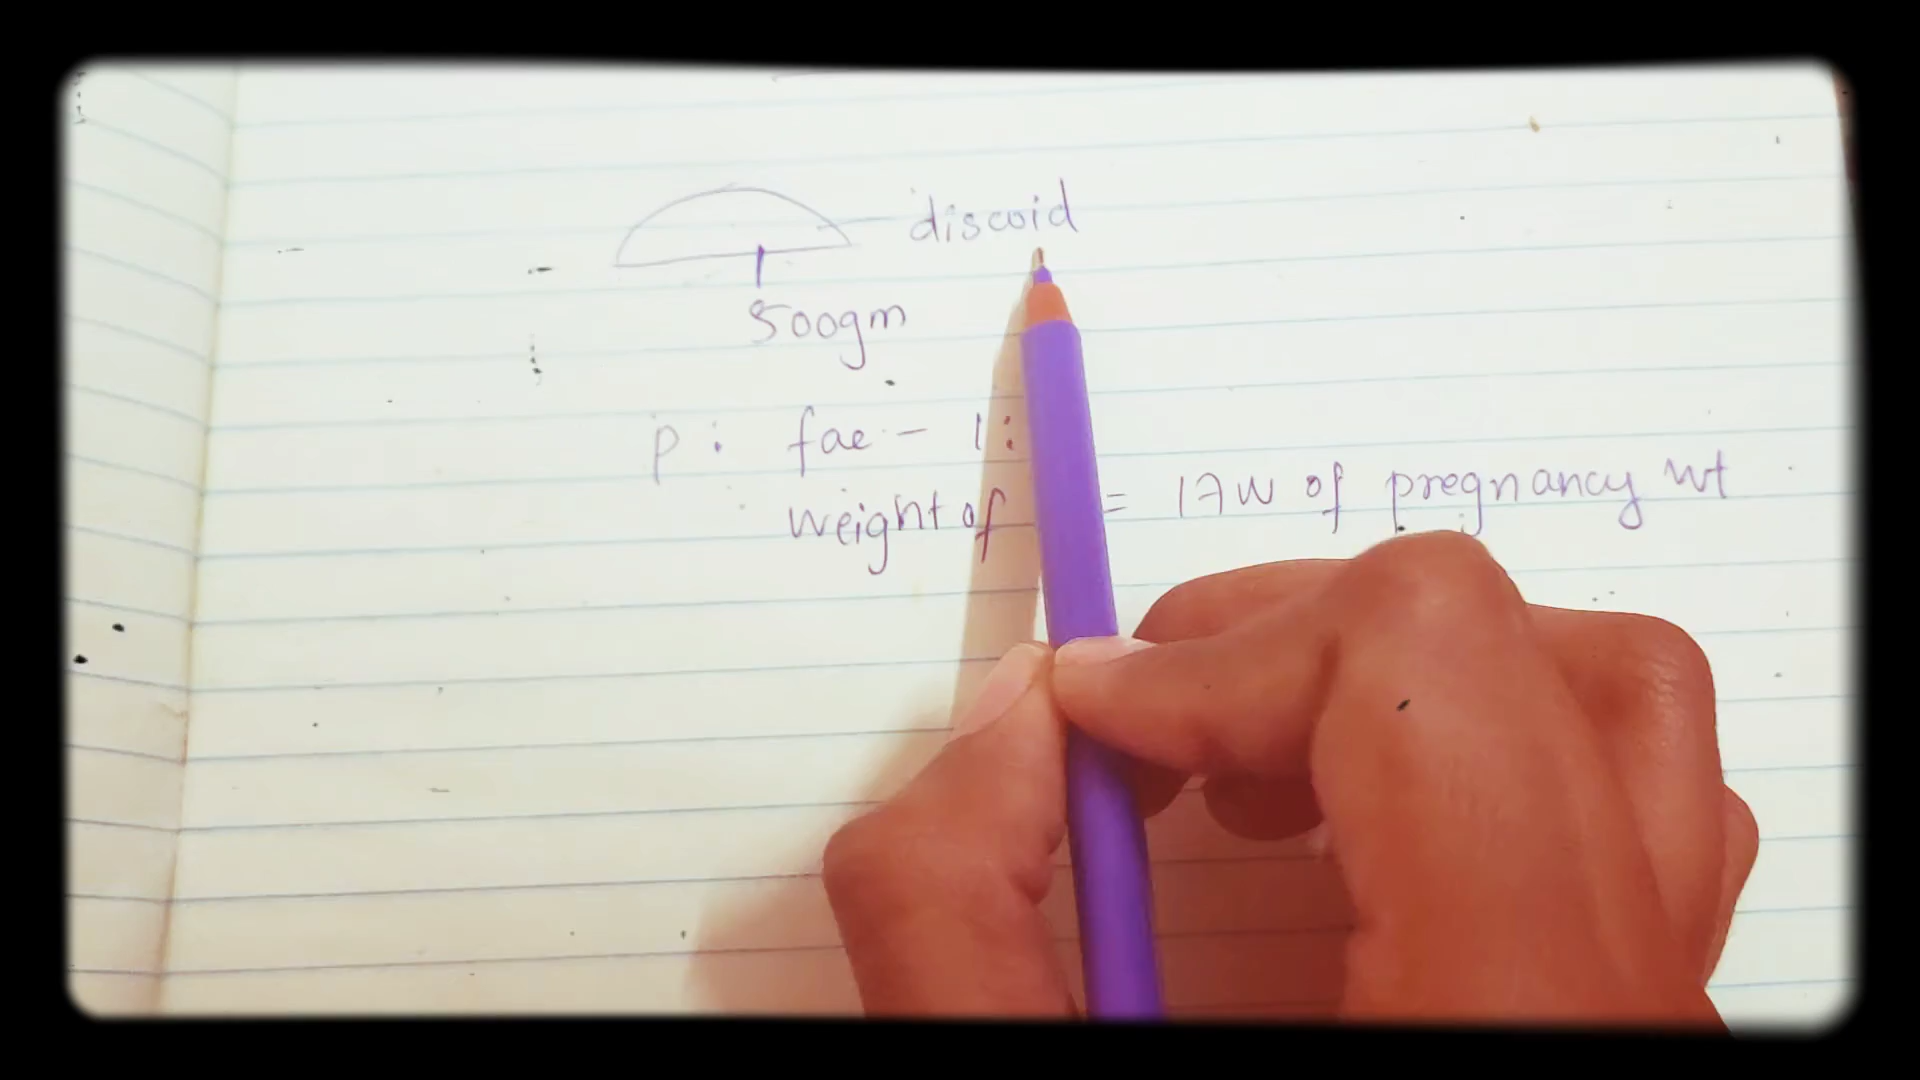 discoid
500gm
p: fae - 1:
weight of = 17W of pregnancy wt